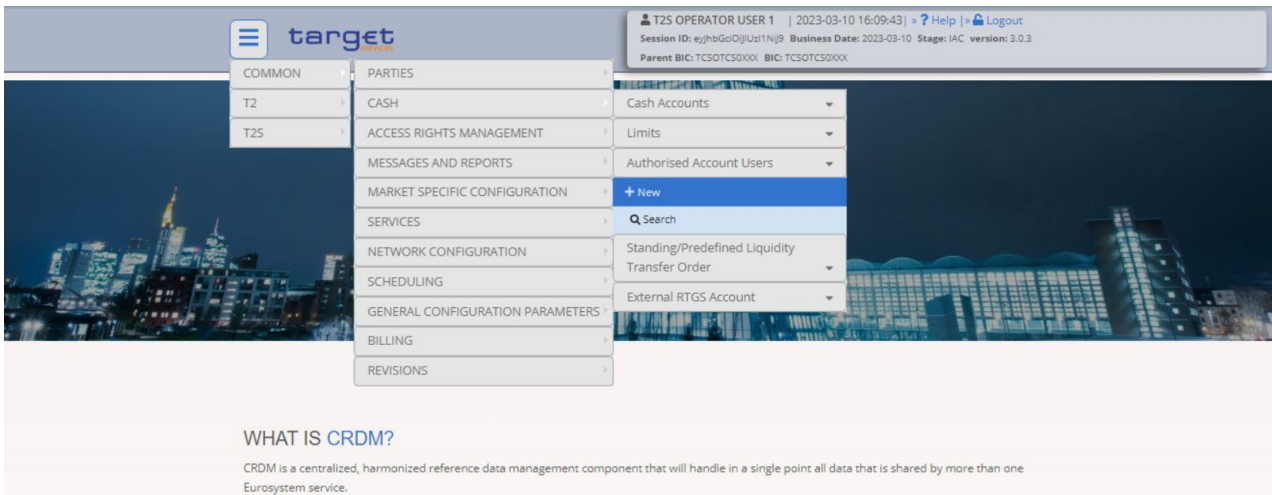 target
SERVICES
T2S OPERATOR USER 1 | 2023-03-10 16:09:43| » ? Help |» Logout
Session ID: eyjhbGciOiJIUzI1NiJ9 Business Date: 2023-03-10 Stage: IAC version: 3.0.3
Parent BIC: TCSOTCS0XXX BIC: TCSOTCS0XXX
COMMON
T2
T2S
PARTIES
CASH
ACCESS RIGHTS MANAGEMENT
MESSAGES AND REPORTS
MARKET SPECIFIC CONFIGURATION
SERVICES
NETWORK CONFIGURATION
SCHEDULING
GENERAL CONFIGURATION PARAMETERS
BILLING
REVISIONS
Cash Accounts
Limits
Authorised Account Users
+ New
Search
Standing/Predefined Liquidity
Transfer Order
External RTGS Account
WHAT IS CRDM?
CRDM is a centralized, harmonized reference data management component that will handle in a single point all data that is shared by more than one
Eurosystem service.